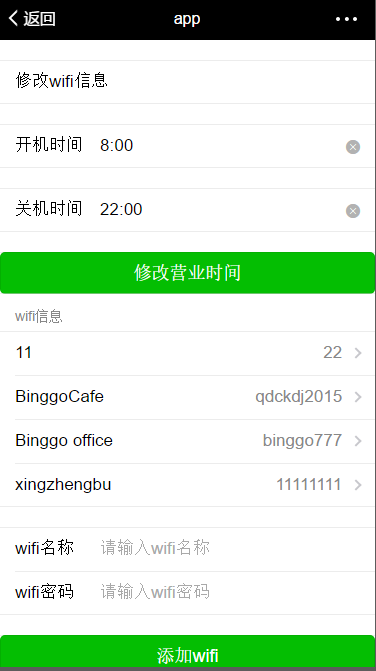 返回 app
修改wifi信息
开机时间 8:00
关机时间 22:00
修改营业时间
wifi信息
11 22
BinggoCafe qdckdj2015
Binggo office binggo777
xingzhengbu 11111111
wifi名称 请输入wifi名称
wifi密码 请输入wifi密码
添加wifi